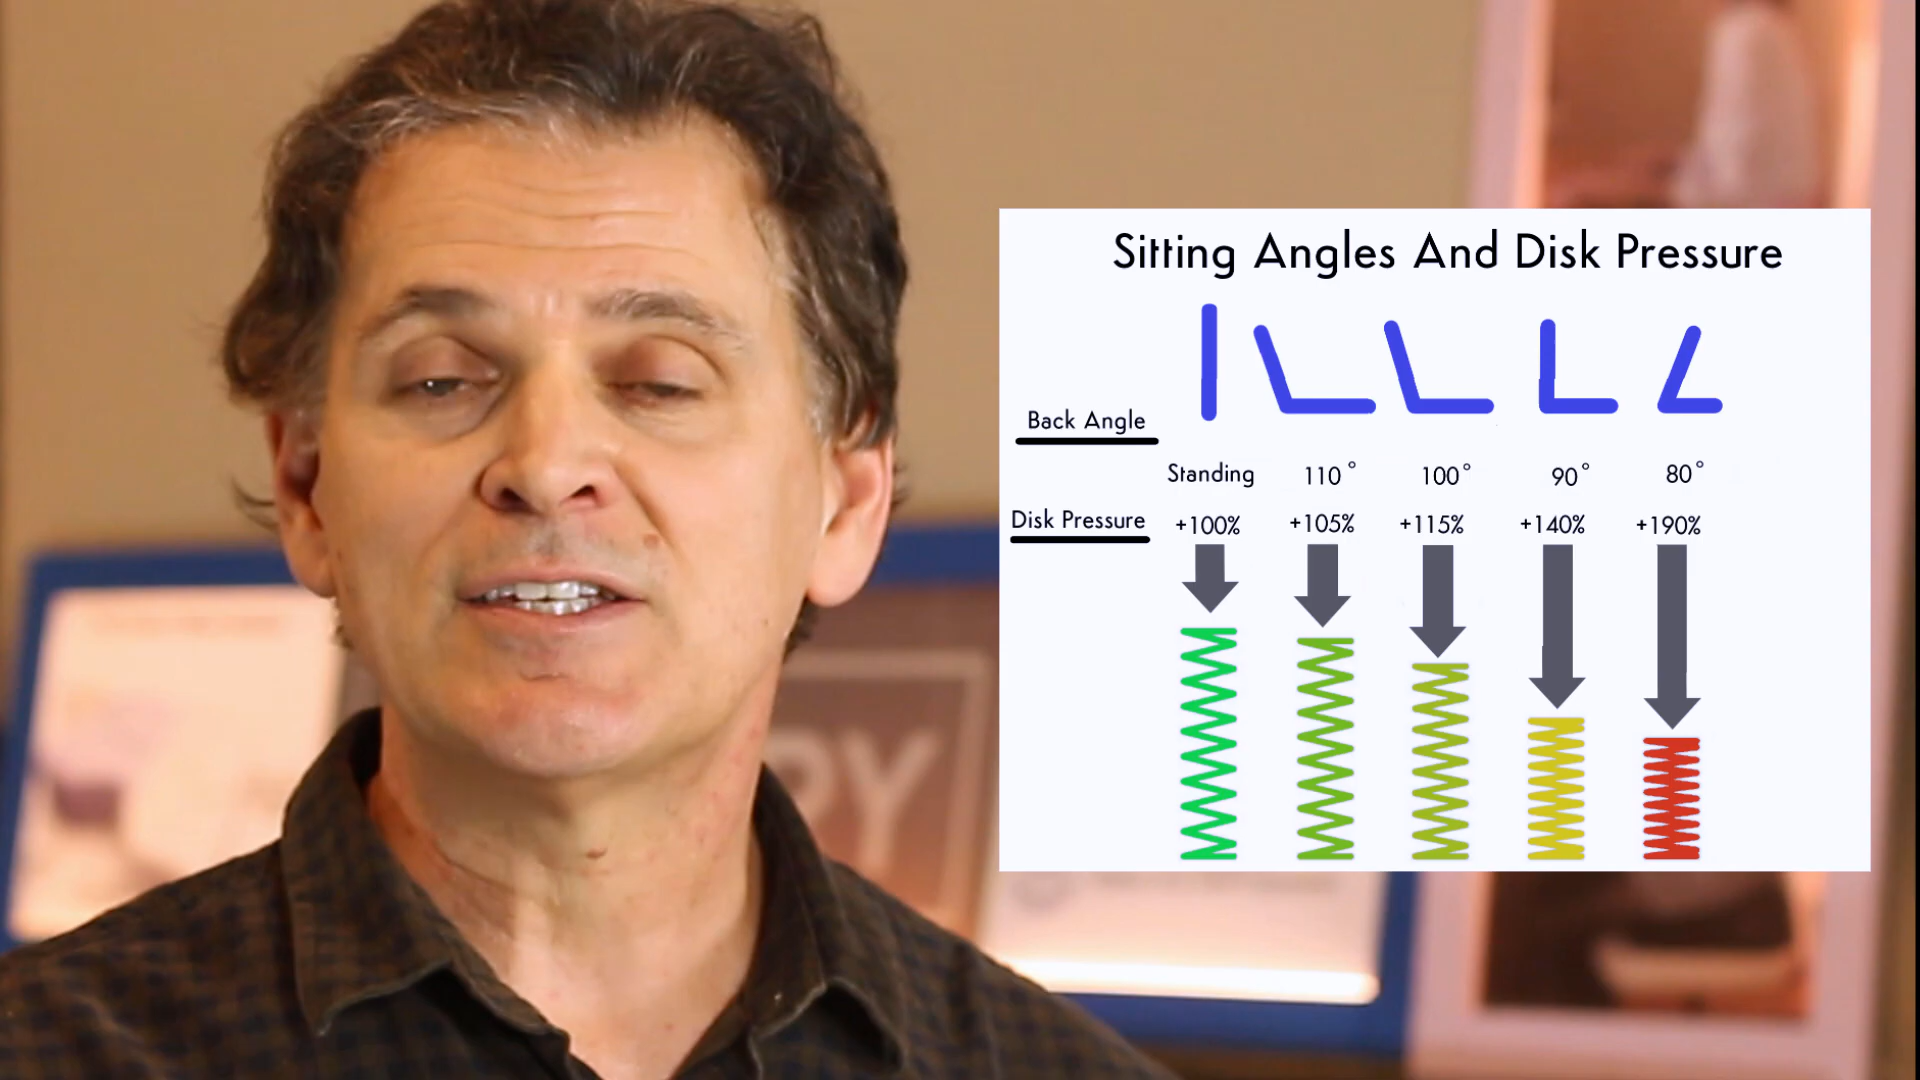 Sitting Angles And Disk Pressure
Back Angle
Standing 110° 100° 90° 80°
Disk Pressure +100% +105% +115% +140% +190%
PY